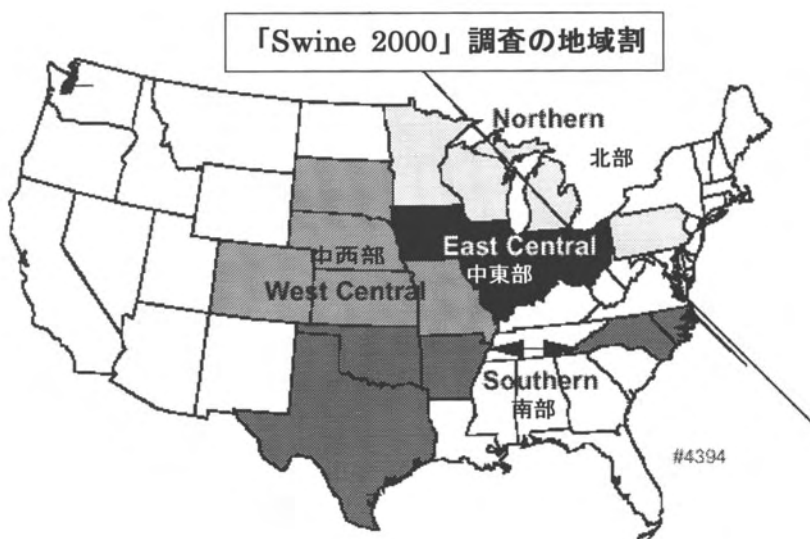 「Swine 2000」調査の地域割
Northern
北部
East Central
中東部
中西部
West Central
Southern
南部
#4394